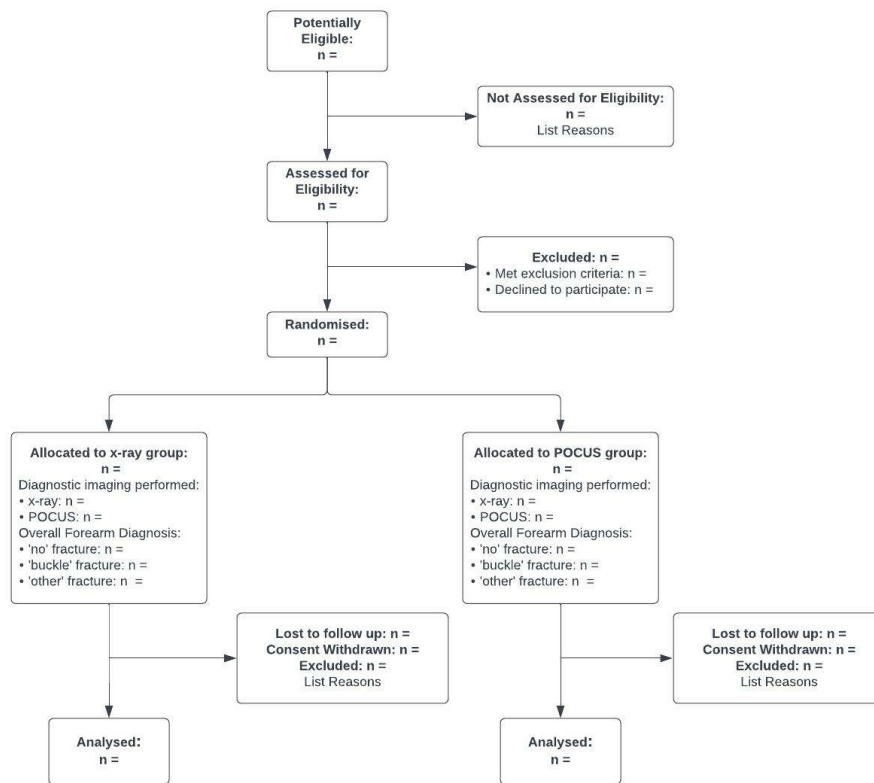 Potentially
Eligible:
n =
Not Assessed for Eligibility:
n =
List Reasons
Assessed for
Eligibility:
n =
Excluded: n =
• Met exclusion criteria: n =
• Declined to participate: n =
Randomised:
n =
Allocated to x-ray group:
n =
Diagnostic imaging performed:
• x-ray: n =
• POCUS: n =
Overall Forearm Diagnosis:
• 'no' fracture: n =
• 'buckle' fracture: n =
• 'other' fracture: n  =
Allocated to POCUS group:
n =
Diagnostic imaging performed:
• x-ray: n =
• POCUS: n =
Overall Forearm Diagnosis:
• 'no' fracture: n =
• 'buckle' fracture: n =
• 'other' fracture: n  =
Lost to follow up: n =
Consent Withdrawn: n =
Excluded: n =
List Reasons
Lost to follow up: n =
Consent Withdrawn: n =
Excluded: n =
List Reasons
Analysed:
n =
Analysed:
n =